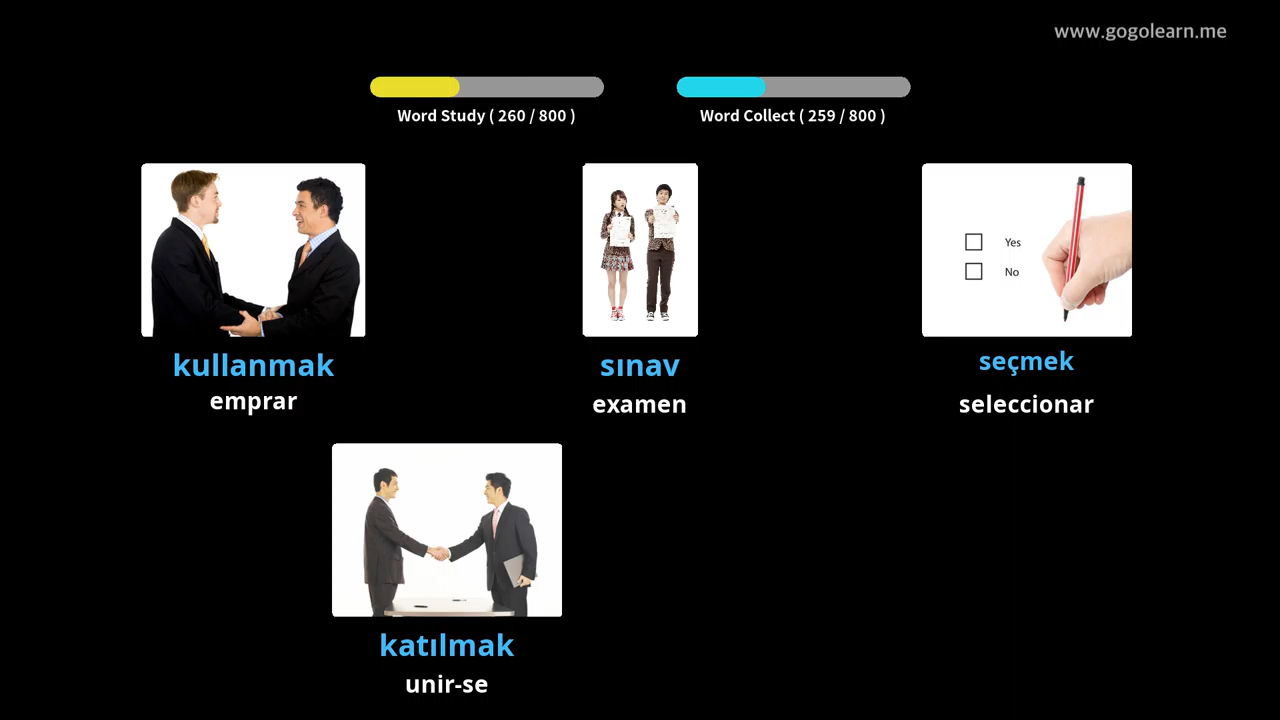 www.gogolearn.me
Word Study ( 260 / 800 )
Word Collect ( 259 / 800 )
Yes
No
kullanmak
emprar
sınav
examen
seçmek
seleccionar
katılmak
unir-se